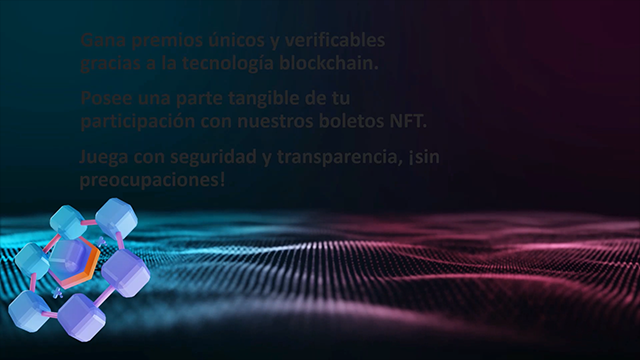 Gana premios únicos y verificables
gracias a la tecnología blockchain.
Posee una parte tangible de tu
participación con nuestros boletos NFT.
Juega con seguridad y transparencia, ¡sin
preocupaciones!